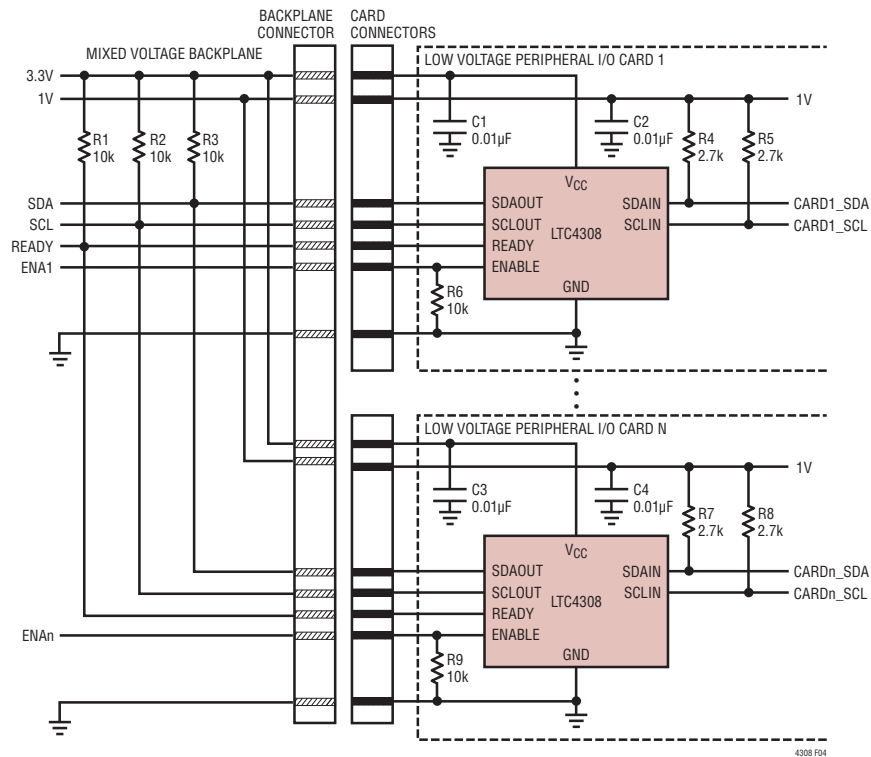 BACKPLANE CONNECTOR
CARD CONNECTORS
MIXED VOLTAGE BACKPLANE
LOW VOLTAGE PERIPHERAL I/O CARD 1
3.3V
1V
1V
R1
10k
R2
10k
R3
10k
C1
0.01µF
C2
0.01µF
R4
2.7k
R5
2.7k
VCC
SDA
SCL
READY
ENA1
SDAOUT
SCLOUT
READY
ENABLE
LTC4308
SDAIN
SCLIN
GND
CARD1_SDA
CARD1_SCL
R6
10k
LOW VOLTAGE PERIPHERAL I/O CARD N
1V
C3
0.01µF
C4
0.01µF
R7
2.7k
R8
2.7k
VCC
SDAOUT
SCLOUT
READY
ENABLE
LTC4308
SDAIN
SCLIN
GND
CARDn_SDA
CARDn_SCL
ENAn
R9
10k
4308 F04